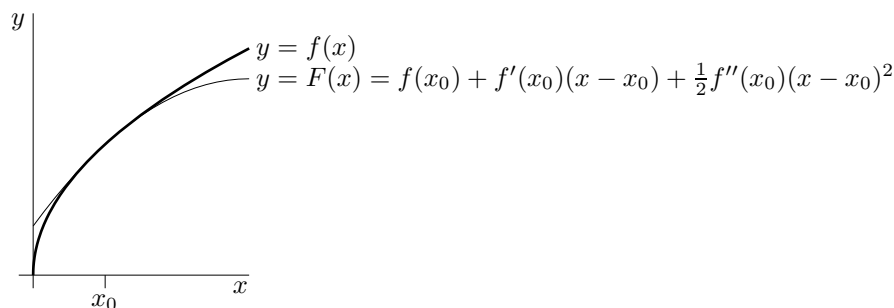 y
y = f(x)
y = F(x) = f(x₀) + f′(x₀)(x − x₀) + ½f″(x₀)(x − x₀)²
x₀
x